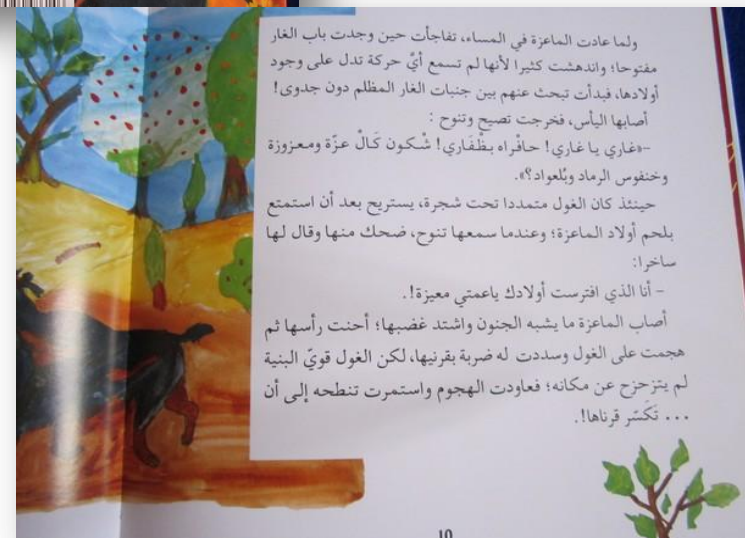 ولما عادت الماعزة في المساء، تفاجأت حين وجدت باب الغار
مفتوحا؛ واندهشت كثيرا لأنها لم تسمع أيَّ حركة تدل على وجود
أولادها، فبدأت تبحث عنهم بين جنبات الغار المظلم دون جدوى!
أصابها اليأس، فخرجت تصيح وتنوح :
-«غاري يا غاري! حافْراه بظْفَاري! شْكون كَالْ عزّة ومعزوزة
وخنفوس الرماد وبُلعواد؟».
حينئذ كان الغول متمددا تحت شجرة، يستريح بعد أن استمتع
بلحم أولاد الماعزة؛ وعندما سمعها تنوح، ضحك منها وقال لها
ساخرا:
- أنا الذي افترست أولادك ياعمتي معيزة!.
أصاب الماعزة ما يشبه الجنون واشتد غضبها؛ أحنت رأسها ثم
هجمت على الغول وسددت له ضربة بقرنيها، لكن الغول قويّ البنية
لم يتزحزح عن مكانه؛ فعاودت الهجوم واستمرت تنطحه إلى أن
... تكَسّر قرناها!.
10